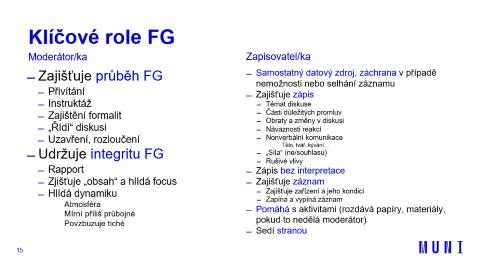 Klíčové role FG
Moderátor/ka
– Zajišťuje průběh FG
– Přivítání
– Instruktáž
– Zajištění formalit
– „Řídí“ diskusi
– Uzavření, rozloučení
– Udržuje integritu FG
– Rapport
– Zjišťuje „obsah“ a hlídá focus
– Hlídá dynamiku
Atmosféra
Mírní příliš průbojné
Povzbuzuje tiché
Zapisovatel/ka
– Samostatný datový zdroj, záchrana v případě
nemožnosti nebo selhání záznamu
– Zajišťuje zápis
– Témat diskuse
– Části důležitých promluv
– Obraty a změny v diskusi
– Návaznosti reakcí
– Nonverbální komunikace
Tělo, tvář, kývání…
– „Síla“ (ne/souhlasu)
– Rušivé vlivy
– Zápis bez interpretace
– Zajišťuje záznam
– Zajišťuje zařízení a jeho kondici
– Zapíná a vypíná záznam
– Pomáhá s aktivitami (rozdává papíry, materiály,
pokud to nedělá moderátor)
– Sedí stranou
15
MUNI